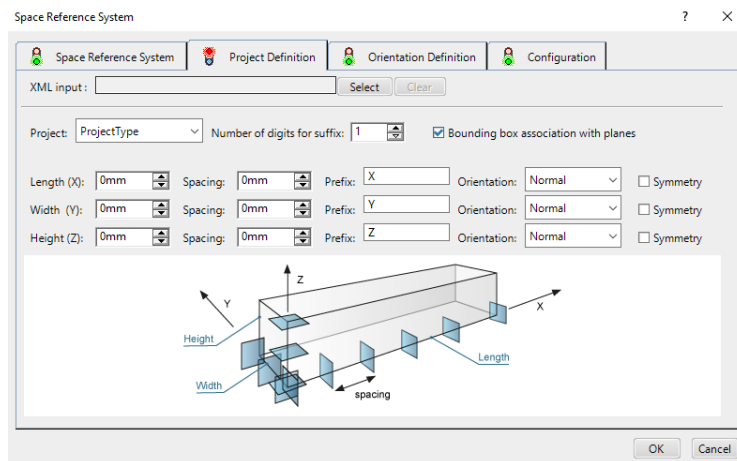 Space Reference System ? ×
Space Reference System Project Definition Orientation Definition Configuration
XML input : Select Clear
Project: ProjectType Number of digits for suffix: 1 Bounding box association with planes
Length (X): 0mm Spacing: 0mm Prefix: X Orientation: Normal Symmetry
Width (Y): 0mm Spacing: 0mm Prefix: Y Orientation: Normal Symmetry
Height (Z): 0mm Spacing: 0mm Prefix: Z Orientation: Normal Symmetry
Z
Y
X
Height
Length
Width
spacing
OK Cancel